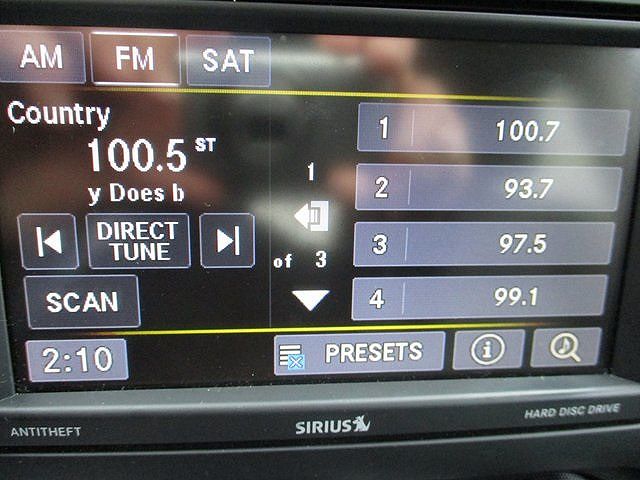 AM FM SAT
Country
100.5 ST
y Does b
DIRECT
TUNE
SCAN
2:10
1
of 3
1 100.7
2 93.7
3 97.5
4 99.1
PRESETS
i
ANTITHEFT
SIRIUS
HARD DISC DRIVE